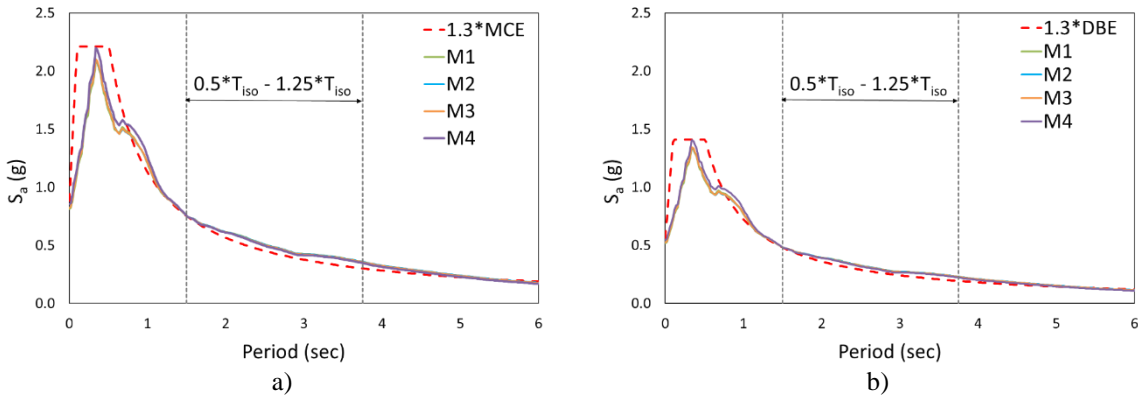 2.5
2.0
1.5
1.0
0.5
0.0
Sa (g)
0 1 2 3 4 5 6
Period (sec)
0.5*Tiso - 1.25*Tiso
1.3*MCE
M1
M2
M3
M4
a)
2.5
2.0
1.5
1.0
0.5
0.0
Sa (g)
0 1 2 3 4 5 6
Period (sec)
0.5*Tiso - 1.25*Tiso
1.3*DBE
M1
M2
M3
M4
b)